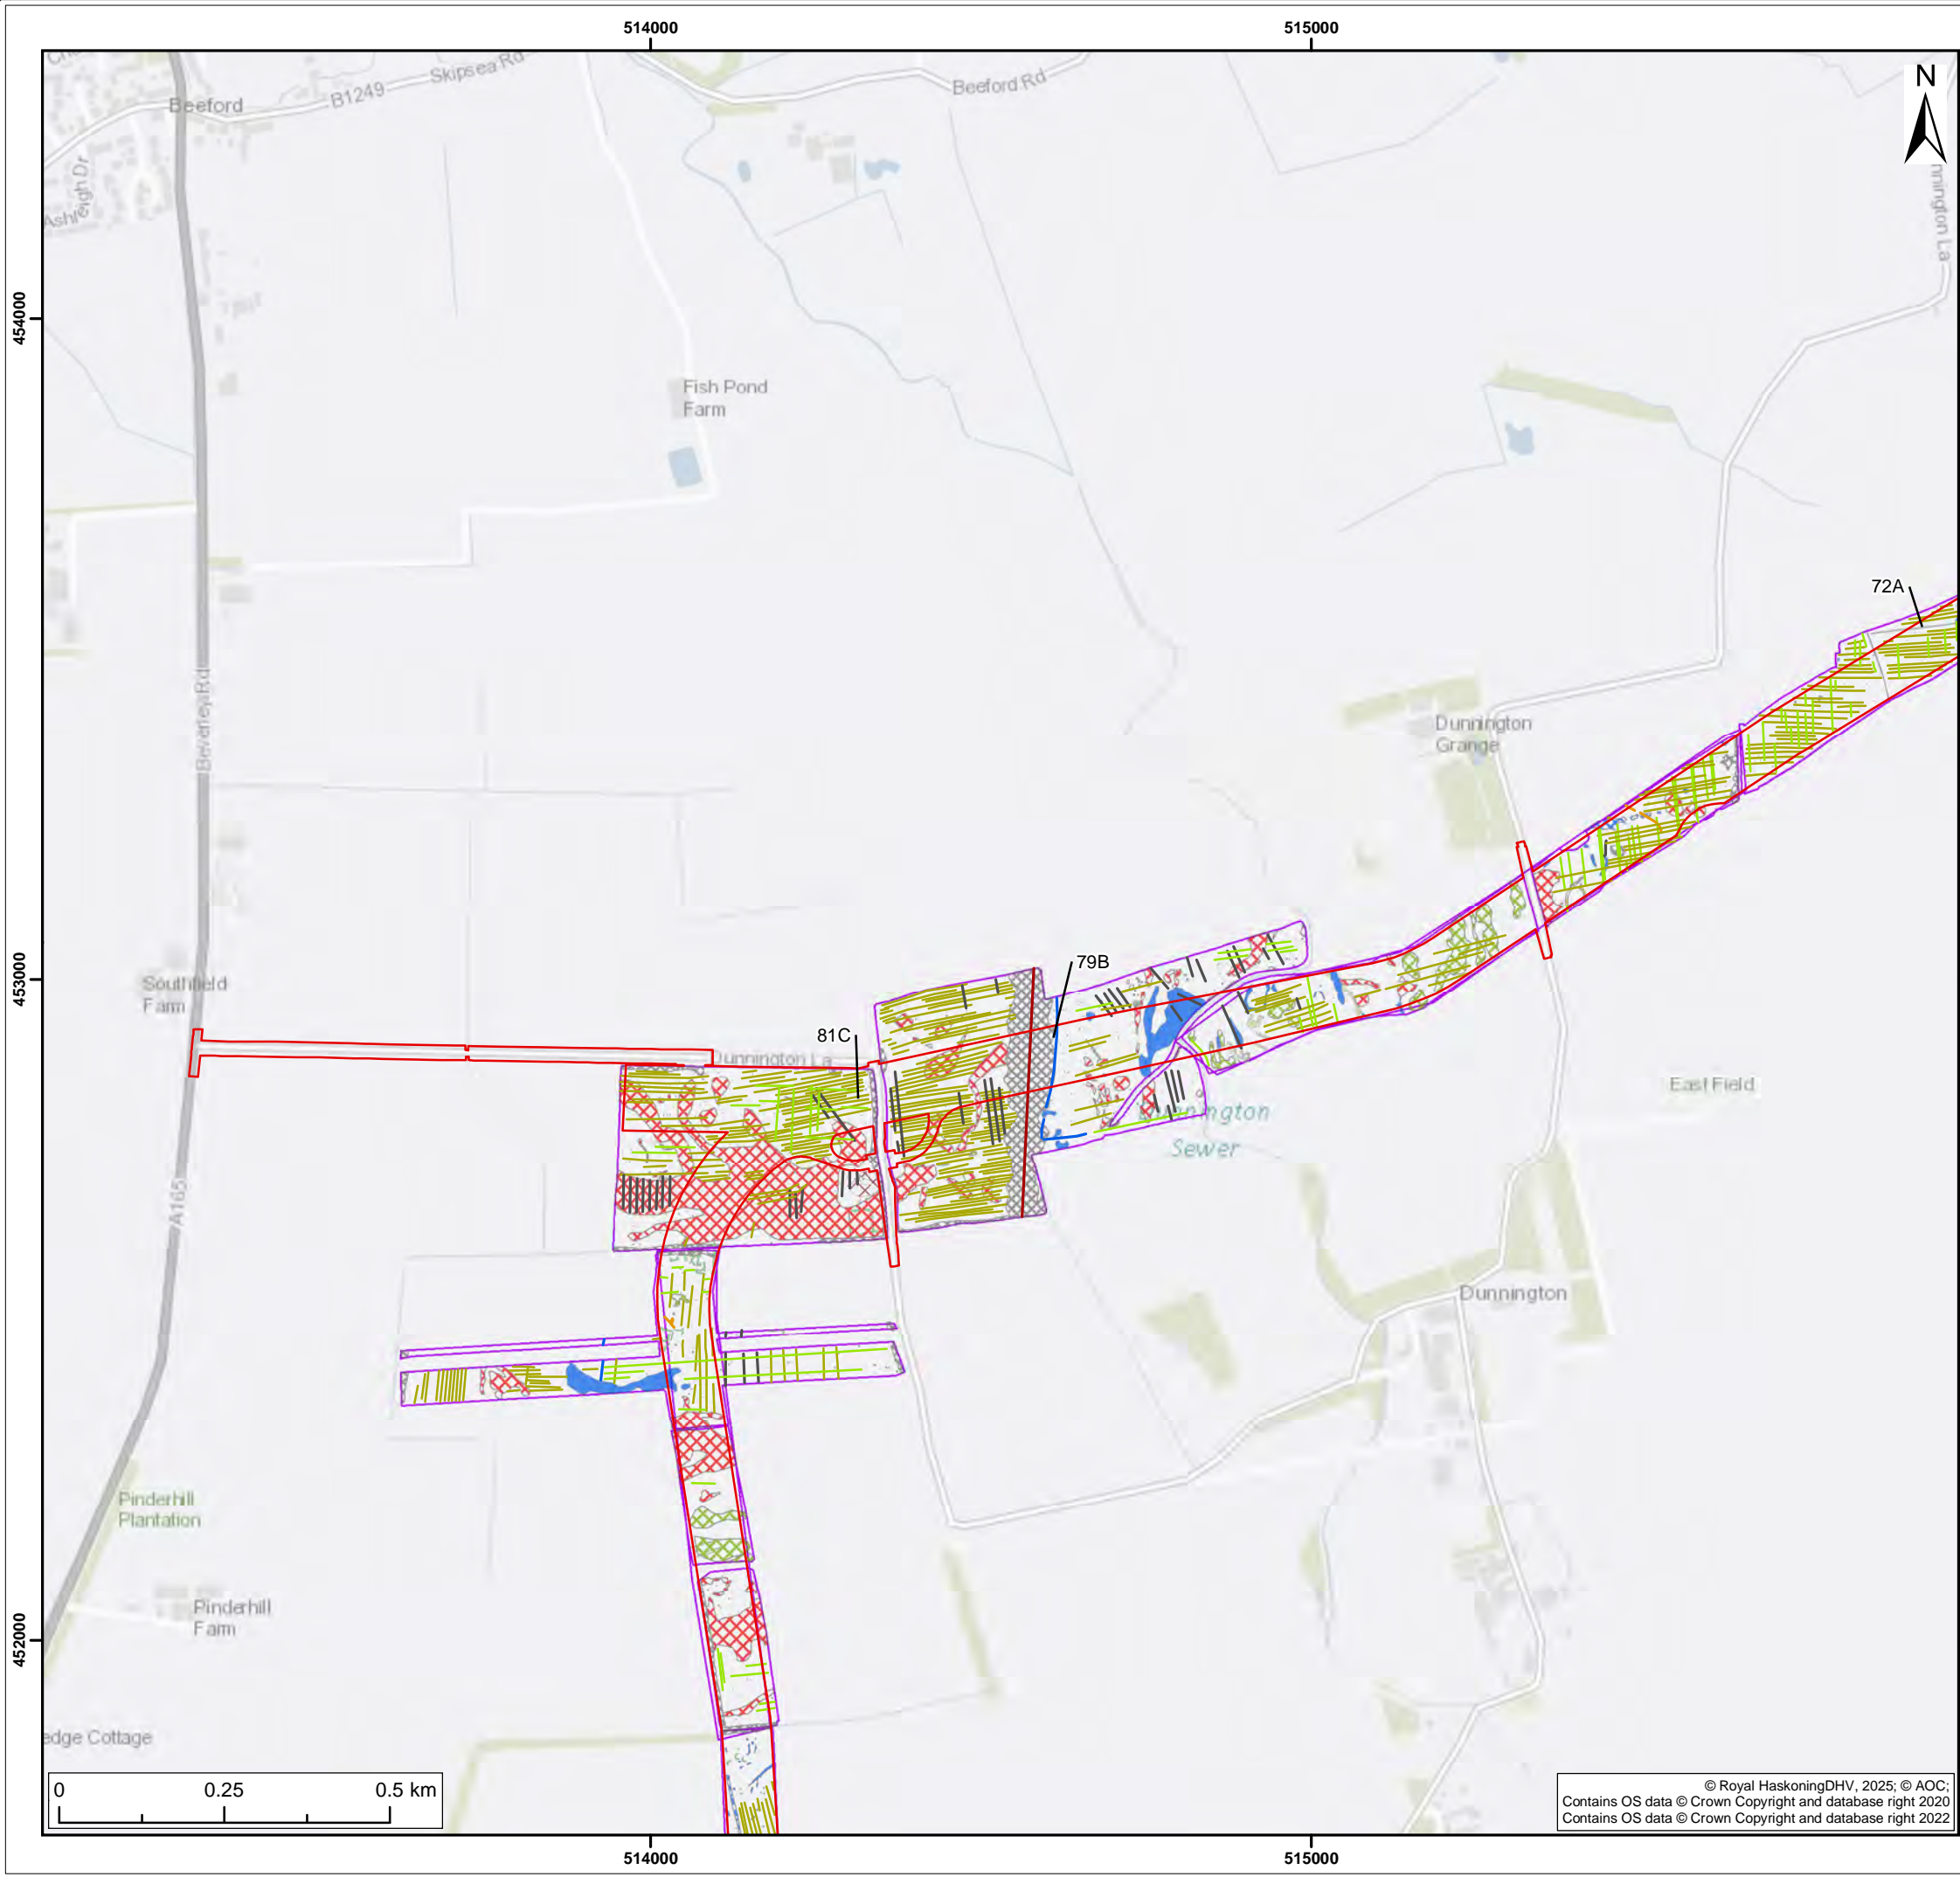 514000
515000
N
Skipsea Rd
B1249
Beeford Rd
Beeford
Ashleigh Dr
nnington La
454000
Fish Pond
Farm
72A
Beverley Rd
Dunnington
Grange
453000
79B
Southfield
Farm
81C
Dunnington La
East Field
nnington
Sewer
A165
Dunnington
Pinderhill
Plantation
Pinderhill
Farm
452000
edge Cottage
0 0.25 0.5 km
© Royal HaskoningDHV, 2025; © AOC;
Contains OS data © Crown Copyright and database right 2020
Contains OS data © Crown Copyright and database right 2022
514000
515000